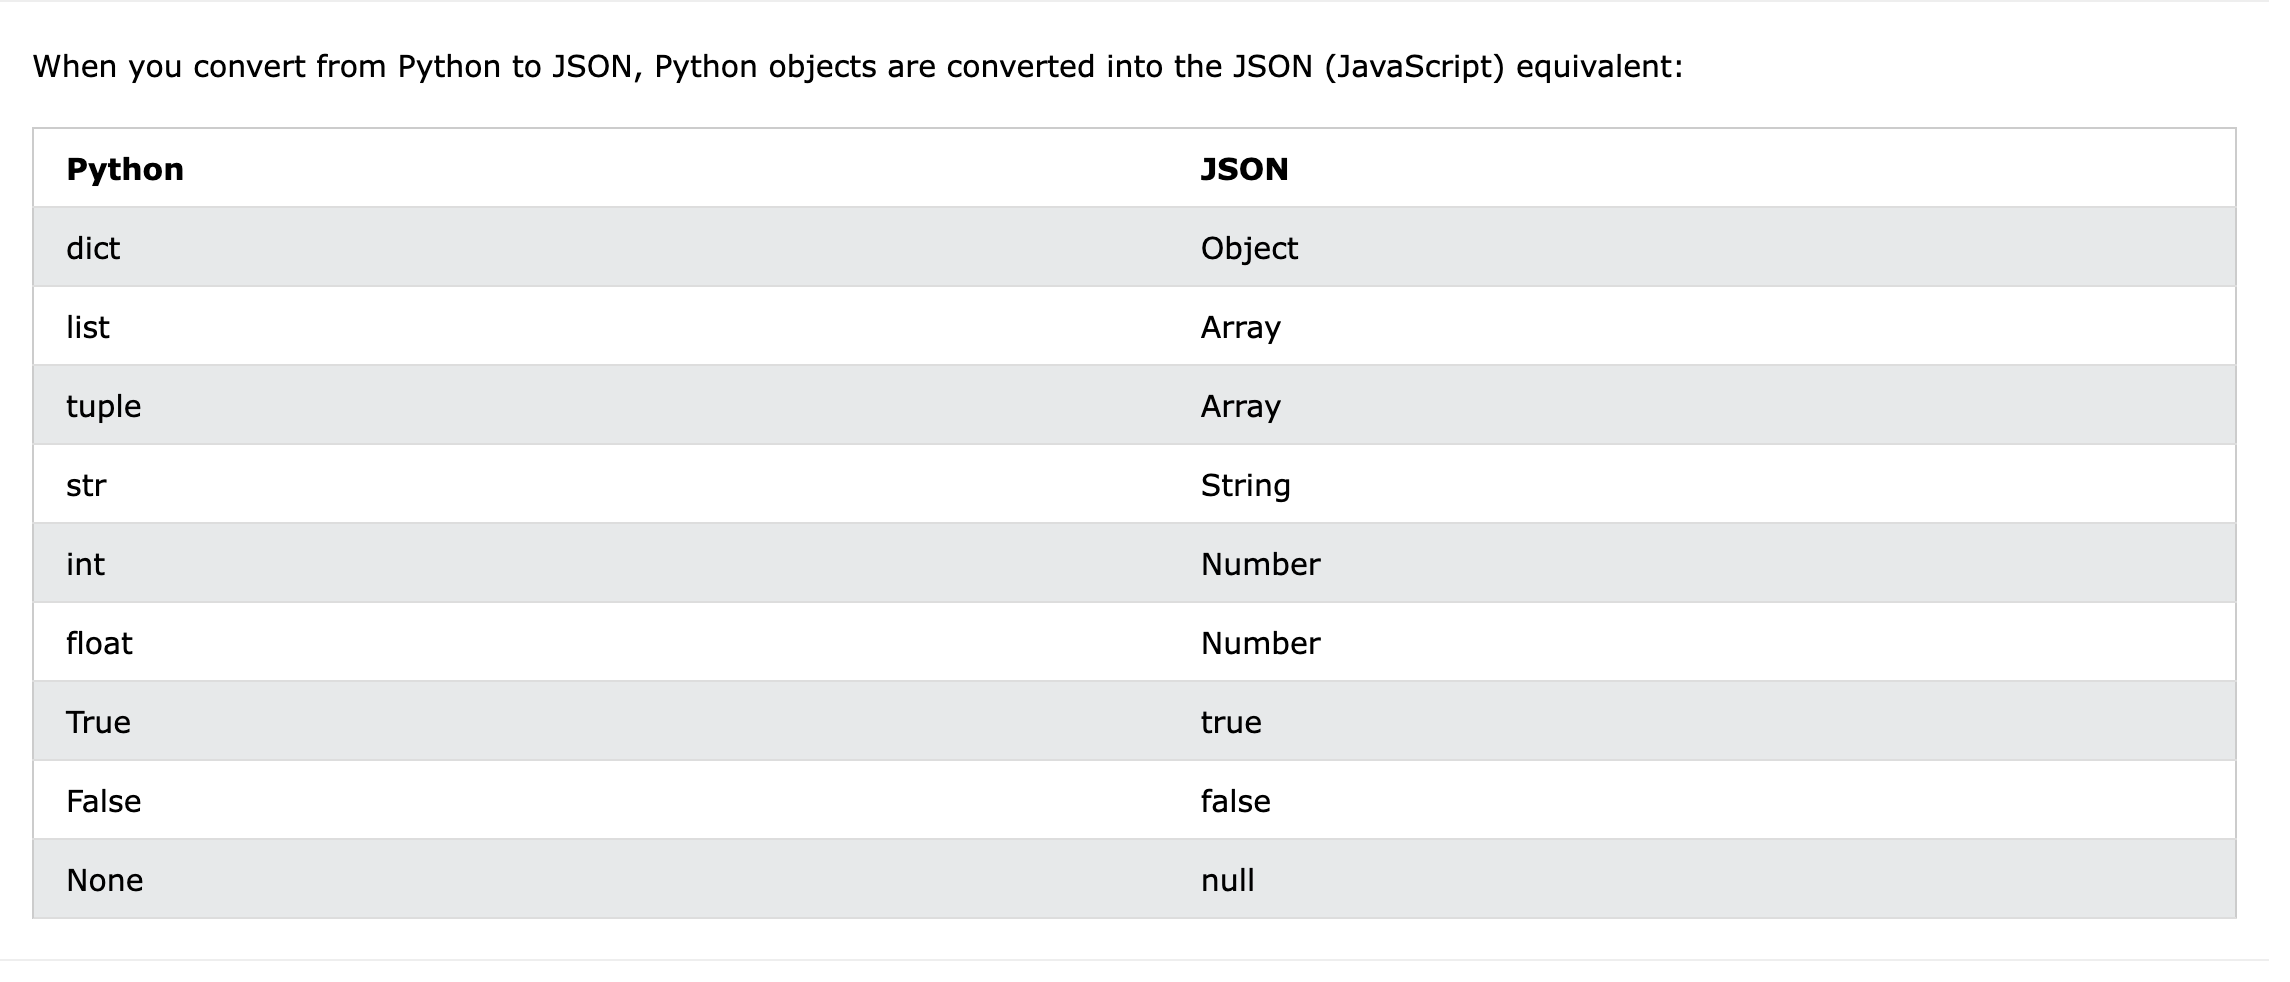 When you convert from Python to JSON, Python objects are converted into the JSON (JavaScript) equivalent:
Python JSON
dict Object
list Array
tuple Array
str String
int Number
float Number
True true
False false
None null